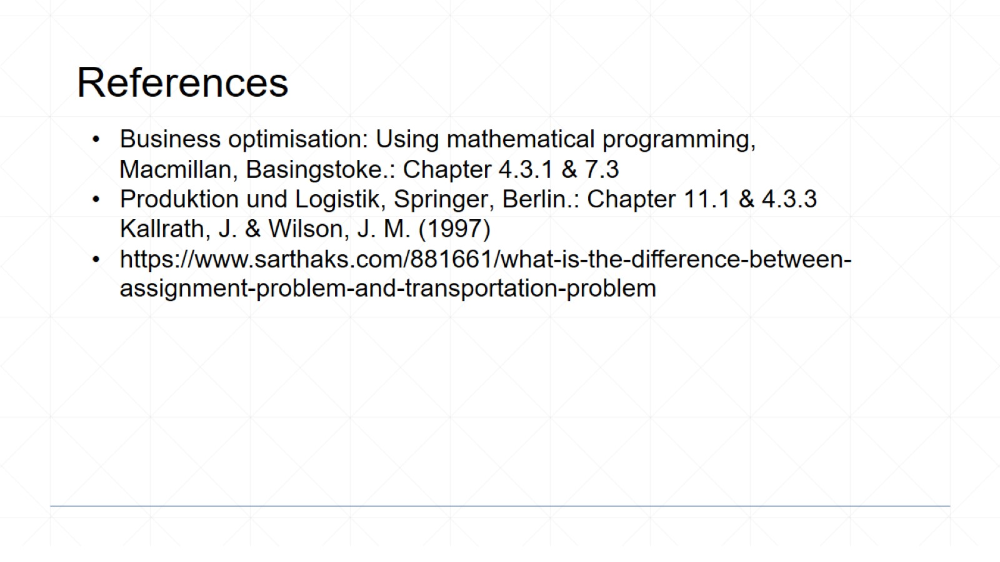 References
• Business optimisation: Using mathematical programming,
Macmillan, Basingstoke.: Chapter 4.3.1 & 7.3
• Produktion und Logistik, Springer, Berlin.: Chapter 11.1 & 4.3.3
Kallrath, J. & Wilson, J. M. (1997)
• https://www.sarthaks.com/881661/what-is-the-difference-between-
assignment-problem-and-transportation-problem